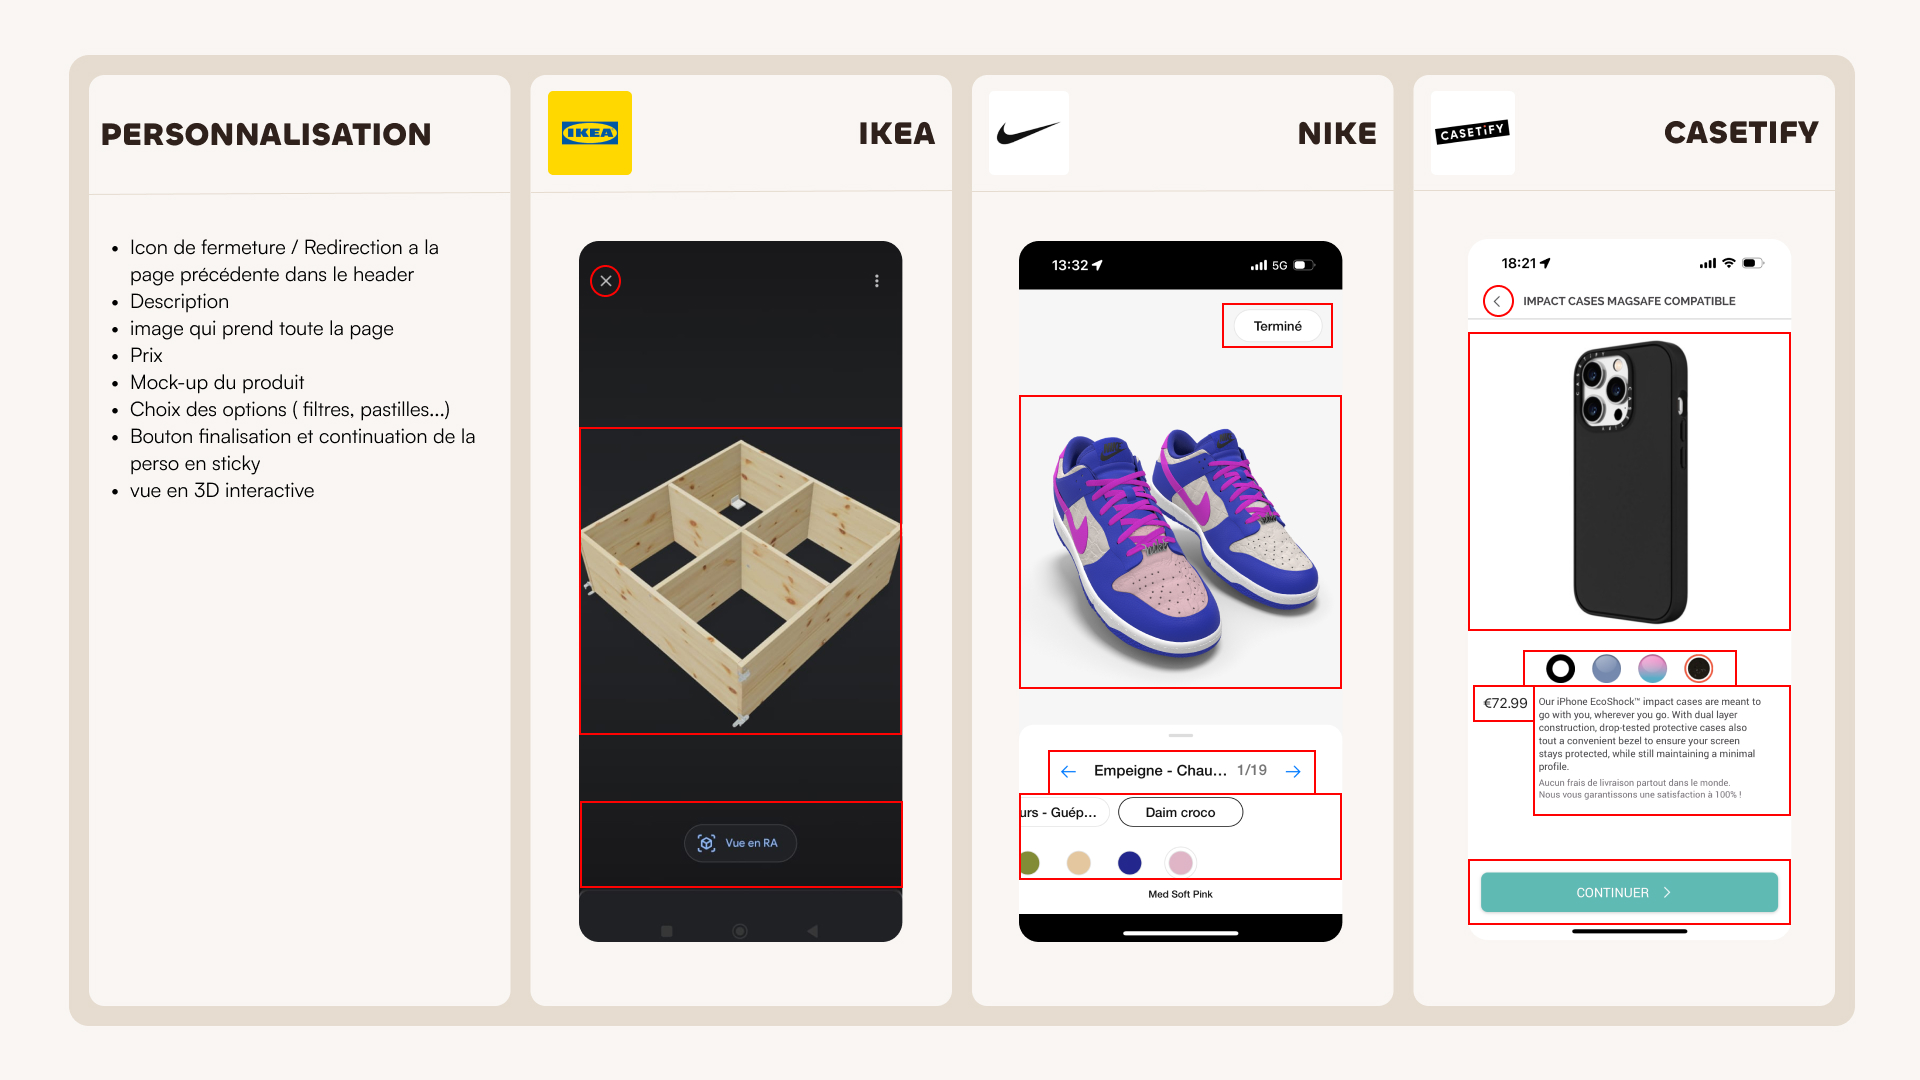 PERSONNALISATION
Icon de fermeture / Redirection a la
page précédente dans le header
Description
image qui prend toute la page
Prix
Mock-up du produit
Choix des options ( filtres, pastilles...)
Bouton finalisation et continuation de la
perso en sticky
vue en 3D interactive
IKEA
IKEA
Vue en RA
NIKE
13:32
5G
Terminé
Empeigne - Chau... 1/19
urs - Guép...
Daim croco
Med Soft Pink
CASETiFY
CASETIFY
18:21
IMPACT CASES MAGSAFE COMPATIBLE
€72.99
Our iPhone EcoShock™ impact cases are meant to
go with you, wherever you go. With dual layer
construction, drop-tested protective cases also
tout a convenient bezel to ensure your screen
stays protected, while still maintaining a minimal
profile.
Aucun frais de livraison partout dans le monde.
Nous vous garantissons une satisfaction à 100% !
CONTINUER